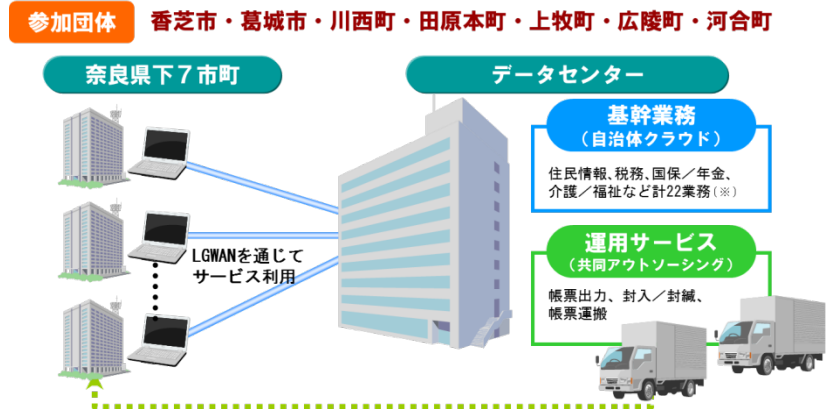 参加団体
香芝市・葛城市・川西町・田原本町・上牧町・広陵町・河合町
奈良県下7市町
データセンター
LGWANを通じて
サービス利用
基幹業務
(自治体クラウド)
住民情報、税務、国保／年金、
介護／福祉など計22業務(※)
運用サービス
(共同アウトソーシング)
帳票出力、封入／封緘、
帳票運搬